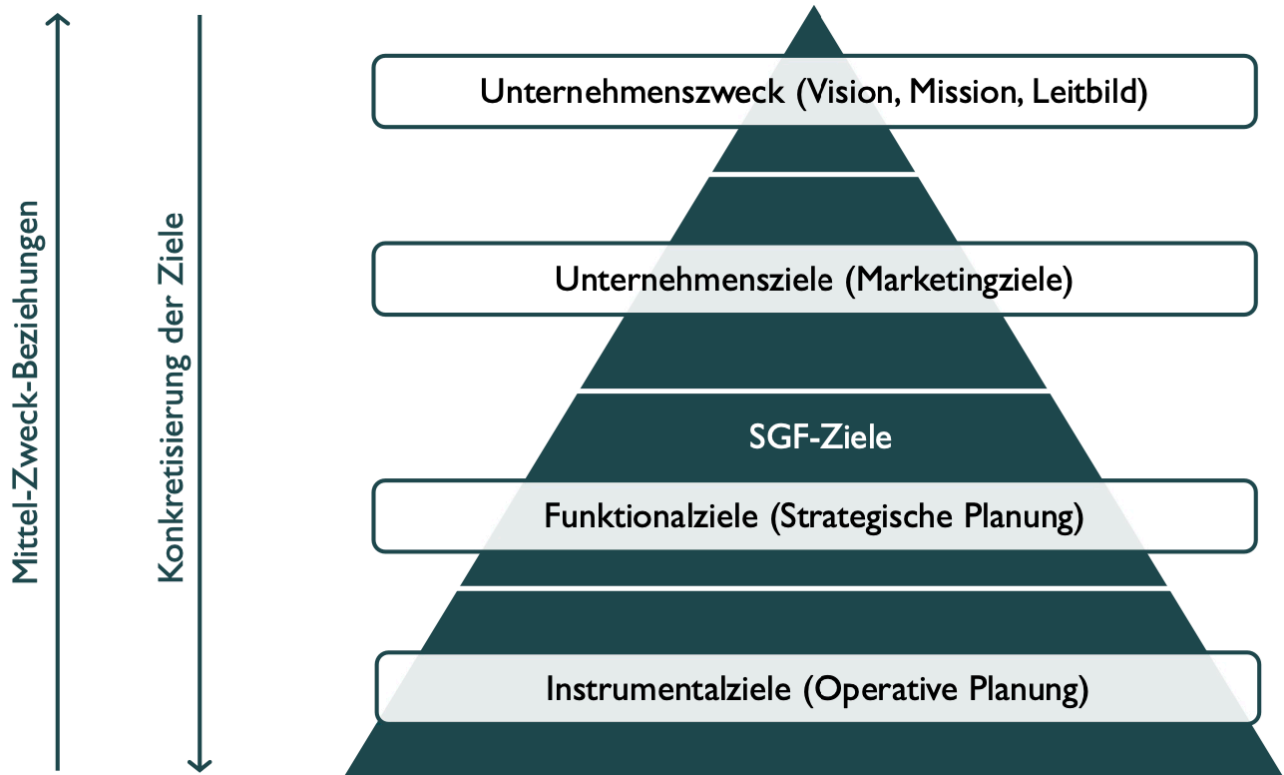 Mittel-Zweck-Beziehungen
Konkretisierung der Ziele
Unternehmenszweck (Vision, Mission, Leitbild)
Unternehmensziele (Marketingziele)
SGF-Ziele
Funktionalziele (Strategische Planung)
Instrumentalziele (Operative Planung)